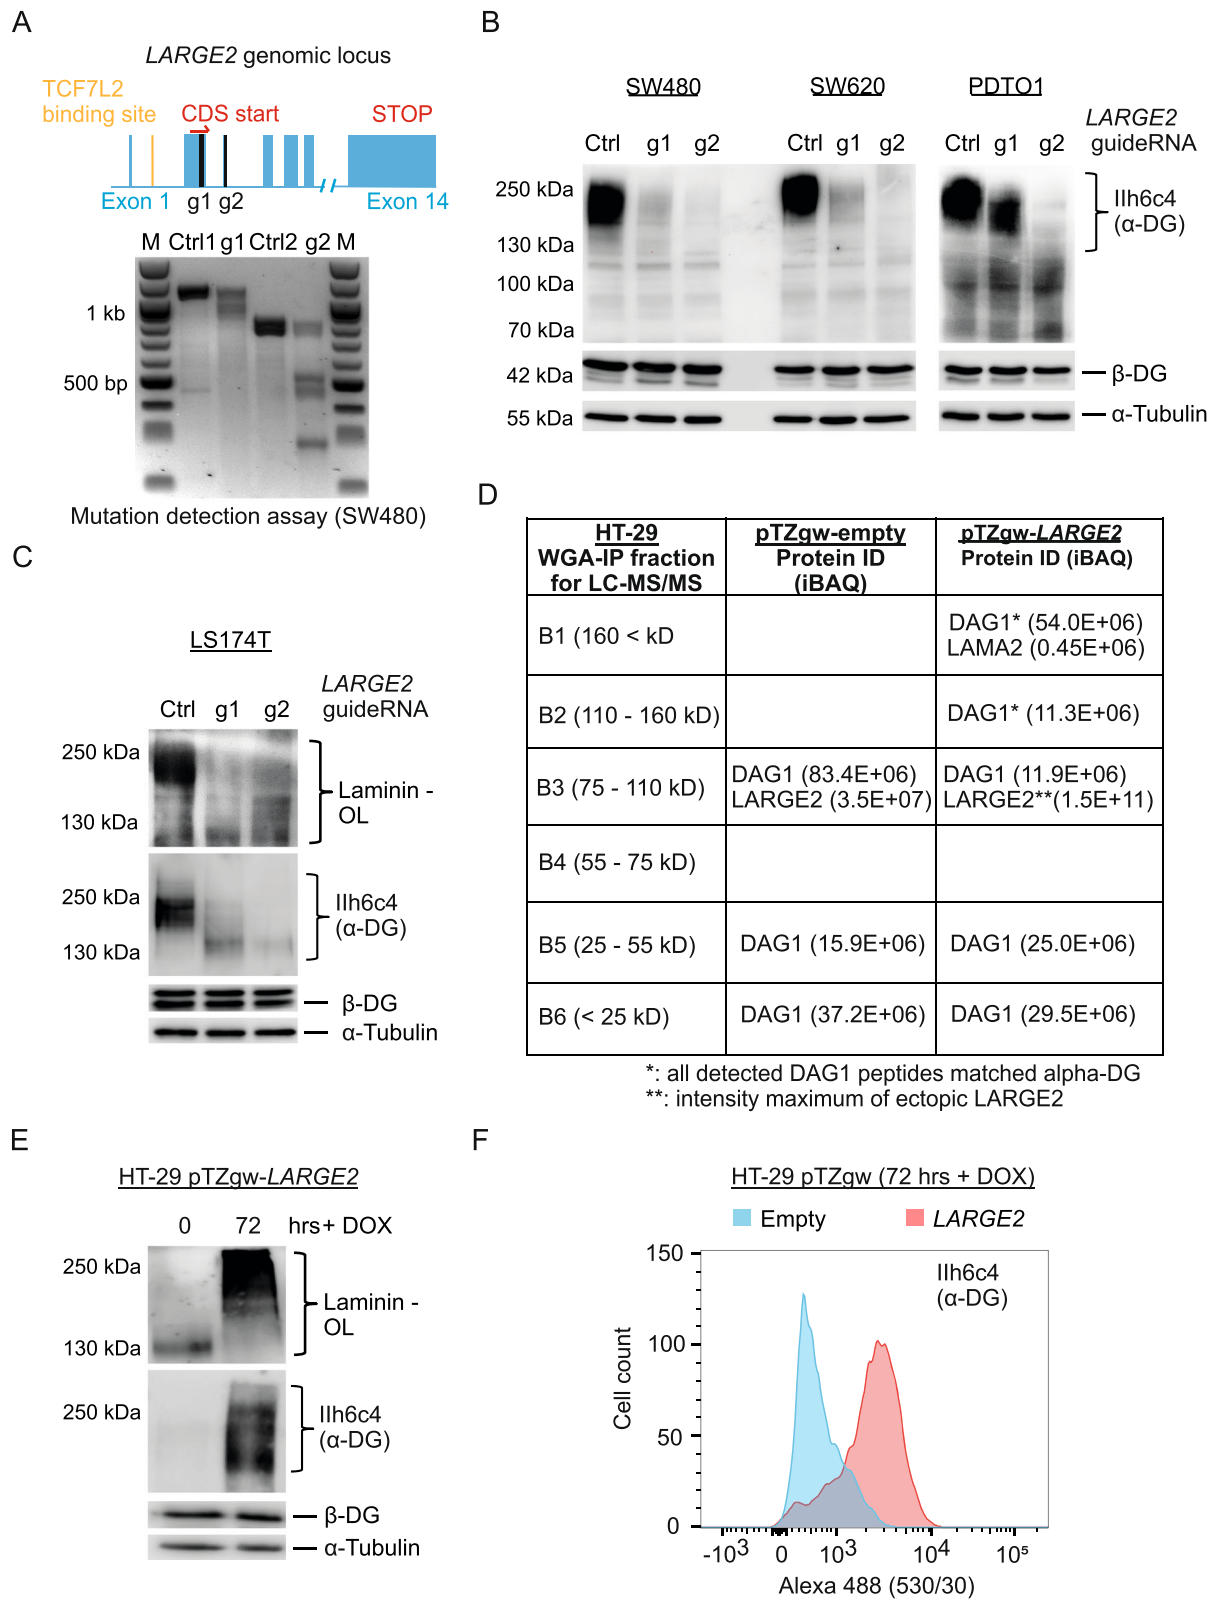 A
LARGE2 genomic locus
TCF7L2
binding site
CDS start
STOP
Exon 1
g1
g2
Exon 14
M Ctrl1 g1 Ctrl2 g2 M
1 kb
500 bp
Mutation detection assay (SW480)
B
SW480
SW620
PDTO1
Ctrl g1 g2
Ctrl g1 g2
Ctrl g1 g2
LARGE2
guideRNA
250 kDa
130 kDa
100 kDa
70 kDa
42 kDa
55 kDa
IIh6c4
(α-DG)
β-DG
α-Tubulin
C
LS174T
Ctrl g1 g2
LARGE2
guideRNA
250 kDa
130 kDa
Laminin -
OL
250 kDa
130 kDa
IIh6c4
(α-DG)
β-DG
α-Tubulin
D
HT-29
WGA-IP fraction
for LC-MS/MS
pTZgw-empty
Protein ID
(iBAQ)
pTZgw-LARGE2
Protein ID (iBAQ)
B1 (160 < kD
DAG1* (54.0E+06)
LAMA2 (0.45E+06)
B2 (110 - 160 kD)
DAG1* (11.3E+06)
B3 (75 - 110 kD)
DAG1 (83.4E+06)
LARGE2 (3.5E+07)
DAG1 (11.9E+06)
LARGE2**(1.5E+11)
B4 (55 - 75 kD)
B5 (25 - 55 kD)
DAG1 (15.9E+06)
DAG1 (25.0E+06)
B6 (< 25 kD)
DAG1 (37.2E+06)
DAG1 (29.5E+06)
*: all detected DAG1 peptides matched alpha-DG
**: intensity maximum of ectopic LARGE2
E
HT-29 pTZgw-LARGE2
0 72 hrs+ DOX
250 kDa
130 kDa
Laminin -
OL
250 kDa
IIh6c4
(α-DG)
β-DG
α-Tubulin
F
HT-29 pTZgw (72 hrs + DOX)
Empty
LARGE2
IIh6c4
(α-DG)
Cell count
150
100
50
0
-10³ 0 10³ 10⁴ 10⁵
Alexa 488 (530/30)